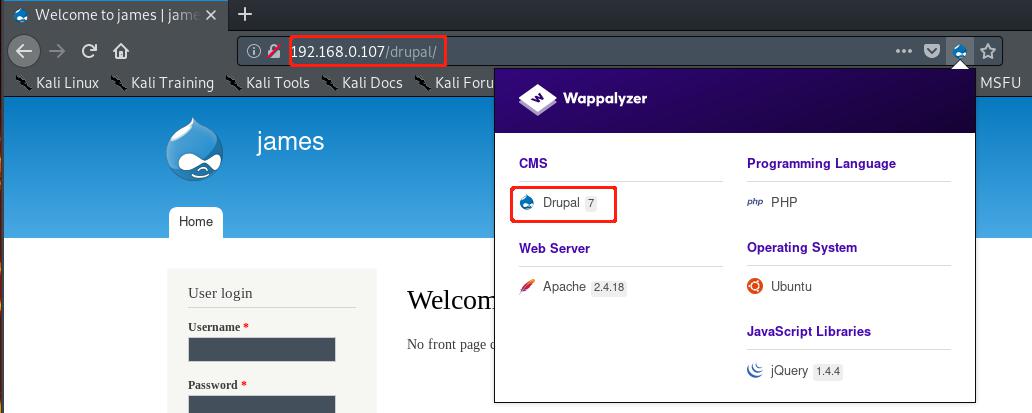 Welcome to james | jame
192.168.0.107/drupal/
Kali Linux Kali Training Kali Tools Kali Docs Kali Foru MSFU
W Wappalyzer
james
CMS
Programming Language
Drupal 7
php PHP
Home
Web Server
Operating System
Apache 2.4.18
Ubuntu
User login
Welcom
JavaScript Libraries
Username *
No front page c
jQuery 1.4.4
Password *